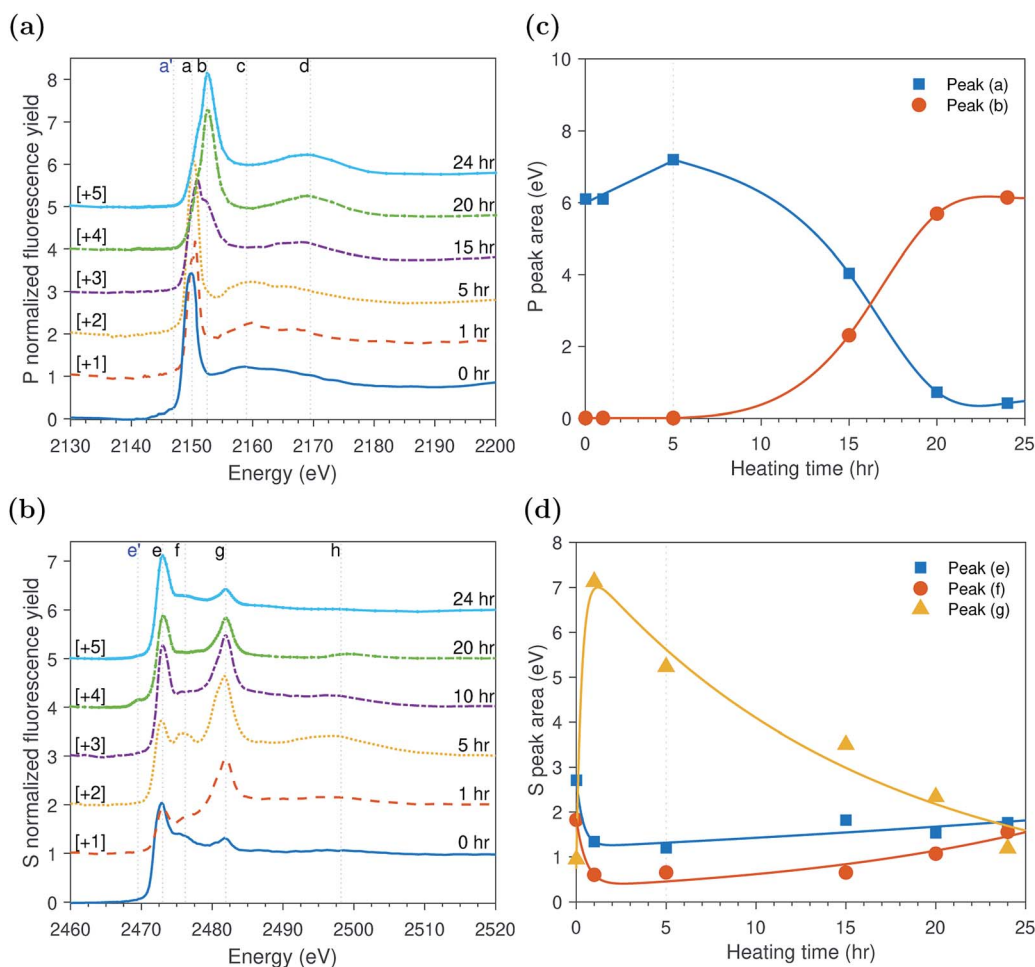 (a)
a' a b c d
P normalized fluorescence yield
8
7
6
5
4
3
2
1
0
[+5]
[+4]
[+3]
[+2]
[+1]
24 hr
20 hr
15 hr
5 hr
1 hr
0 hr
2130 2140 2150 2160 2170 2180 2190 2200
Energy (eV)
(c)
P peak area (eV)
10
8
6
4
2
0
Peak (a)
Peak (b)
0 5 10 15 20 25
Heating time (hr)
(b)
e' e f g h
S normalized fluorescence yield
7
6
5
4
3
2
1
0
[+5]
[+4]
[+3]
[+2]
[+1]
24 hr
20 hr
10 hr
5 hr
1 hr
0 hr
2460 2470 2480 2490 2500 2510 2520
Energy (eV)
(d)
S peak area (eV)
8
7
6
5
4
3
2
1
0
Peak (e)
Peak (f)
Peak (g)
0 5 10 15 20 25
Heating time (hr)